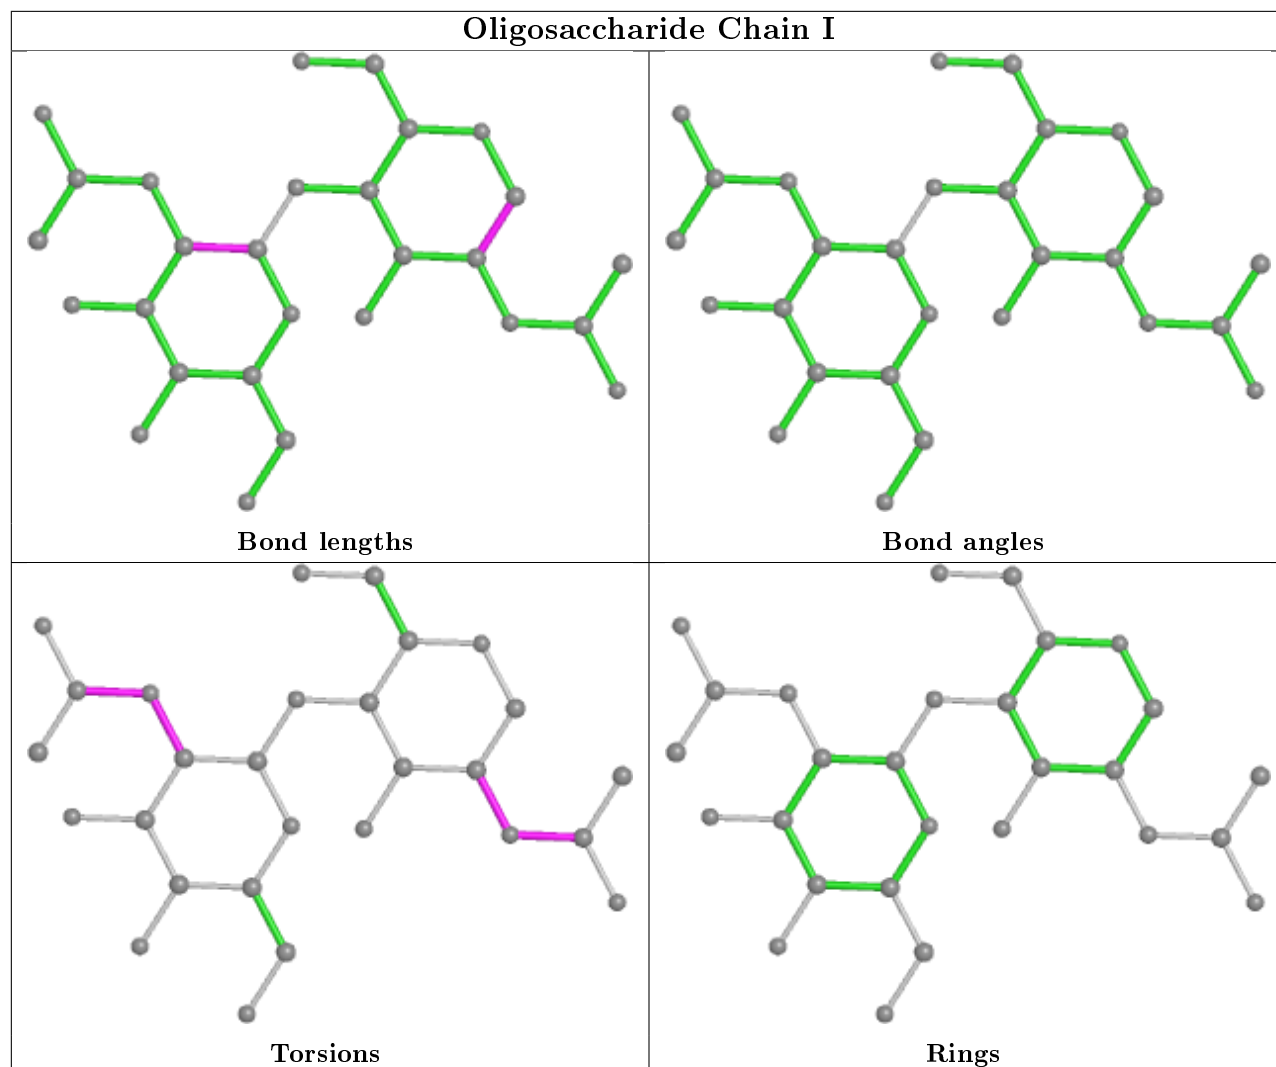 Oligosaccharide Chain I
Bond lengths
Bond angles
Torsions
Rings